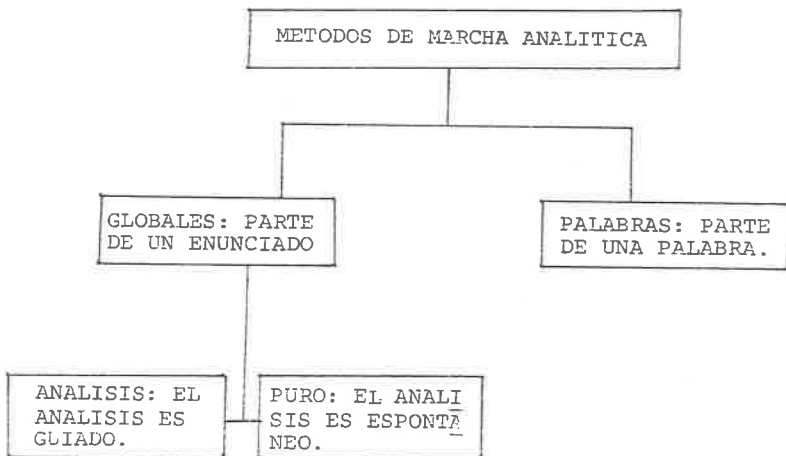 METODOS DE MARCHA ANALITICA
GLOBALES: PARTE
DE UN ENUNCIADO
PALABRAS: PARTE
DE UNA PALABRA.
ANALISIS: EL
ANALISIS ES
GUIADO.
PURO: EL ANALI
SIS ES ESPONTA
NEO.